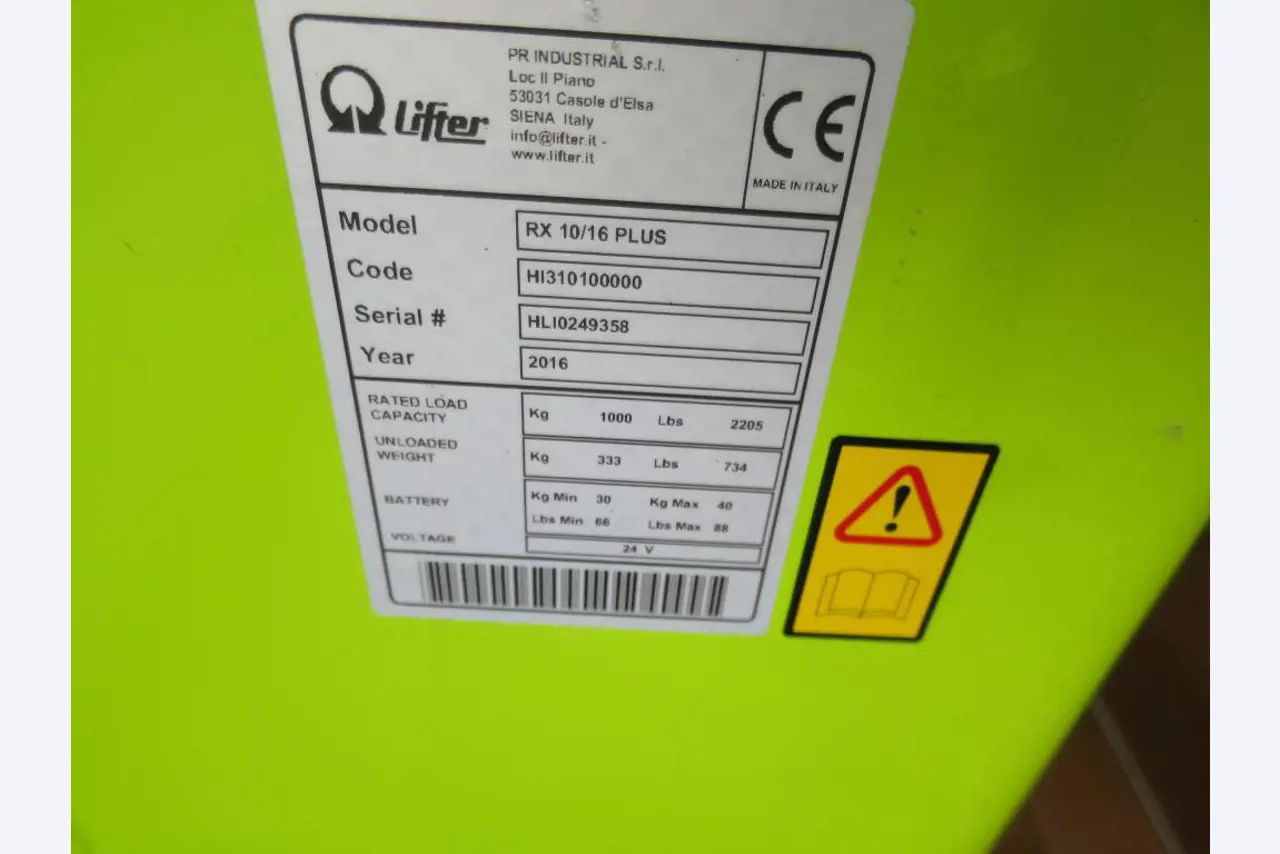 Lifter
PR INDUSTRIAL S.r.l.
Loc Il Piano
53031 Casole d'Elsa
SIENA Italy
info@lifter.it -
www.lifter.it
CE
MADE IN ITALY
Model RX 10/16 PLUS
Code HI310100000
Serial # HLI0249358
Year 2016
RATED LOAD CAPACITY Kg 1000 Lbs 2205
UNLOADED WEIGHT Kg 333 Lbs 734
BATTERY Kg Min 30 Kg Max 40
Lbs Min 66 Lbs Max 88
VOLTAGE 24 V